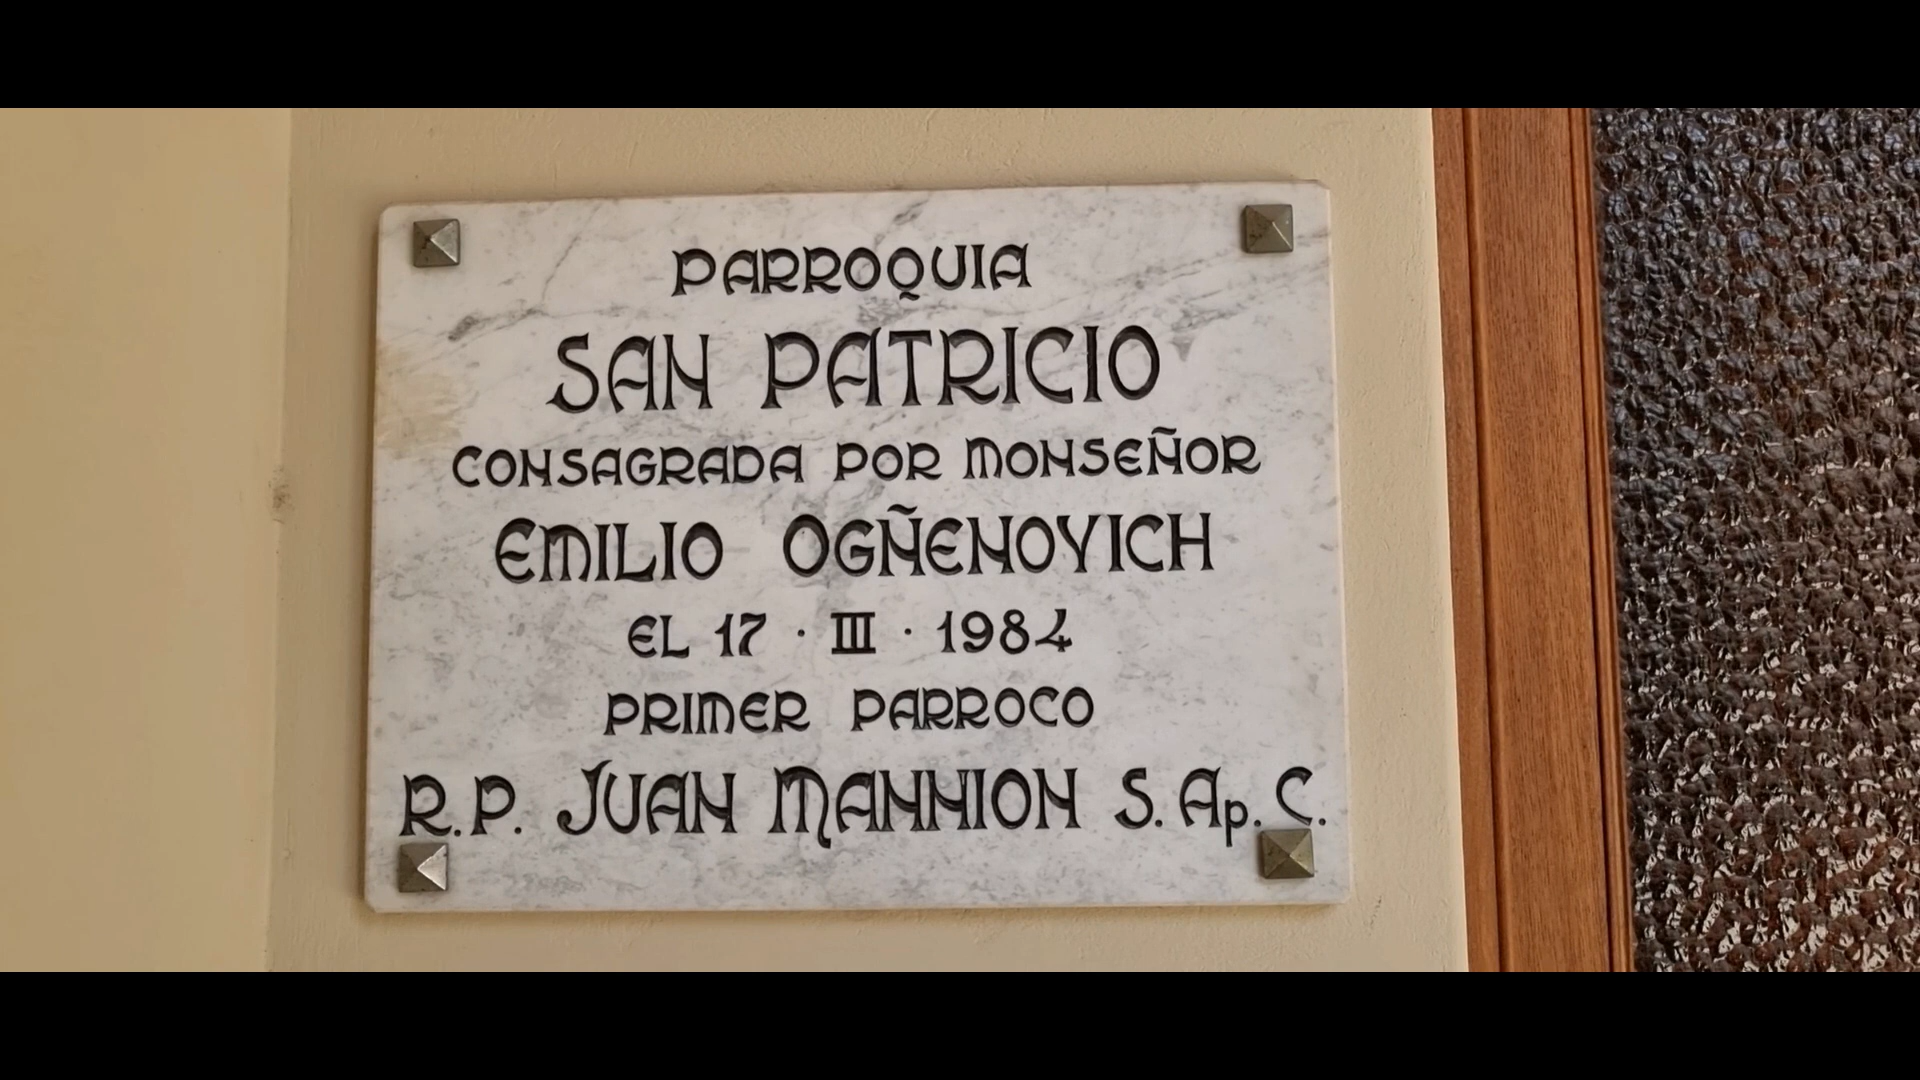 PARROQUIA
SAN PATRICIO
CONSAGRADA POR MONSEÑOR
EMILIO OGÑENOVICH
EL 17 · III · 1984
PRIMER PARROCO
R.P. JUAN MANNION S. Ap. C.